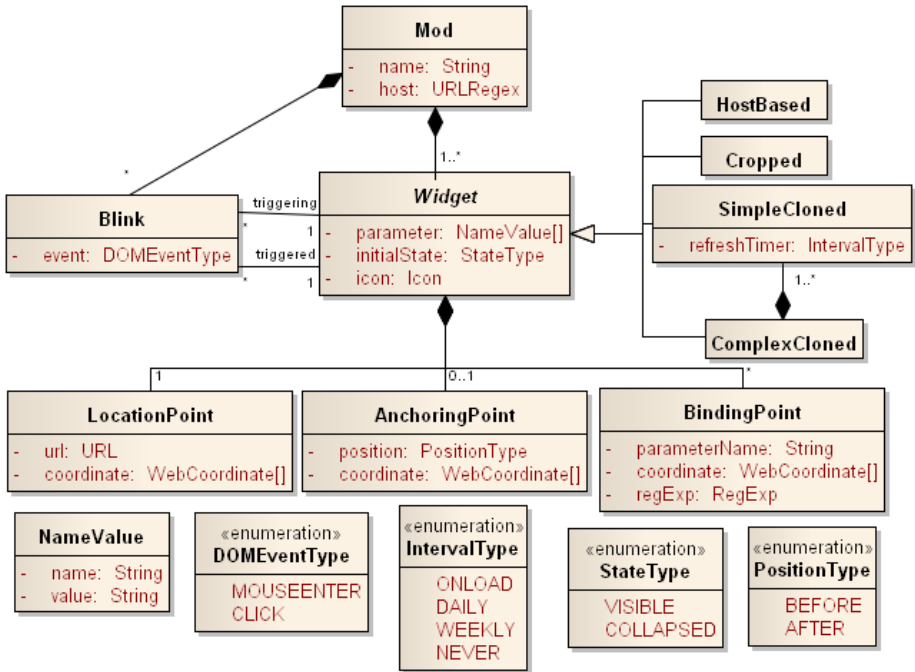 Mod
- name: String
- host: URLRegex
HostBased
Cropped
SimpleCloned
- refreshTimer: IntervalType
1..*
ComplexCloned
*
1..*
Blink
- event: DOMEventType
triggering
*
1
triggered
*
1
Widget
- parameter: NameValue[]
- initialState: StateType
- icon: Icon
1
0..1
*
LocationPoint
- url: URL
- coordinate: WebCoordinate[]
AnchoringPoint
- position: PositionType
- coordinate: WebCoordinate[]
BindingPoint
- parameterName: String
- coordinate: WebCoordinate[]
- regExp: RegExp
NameValue
- name: String
- value: String
«enumeration»
DOMEventType
MOUSEENTER
CLICK
«enumeration»
IntervalType
ONLOAD
DAILY
WEEKLY
NEVER
«enumeration»
StateType
VISIBLE
COLLAPSED
«enumeration»
PositionType
BEFORE
AFTER